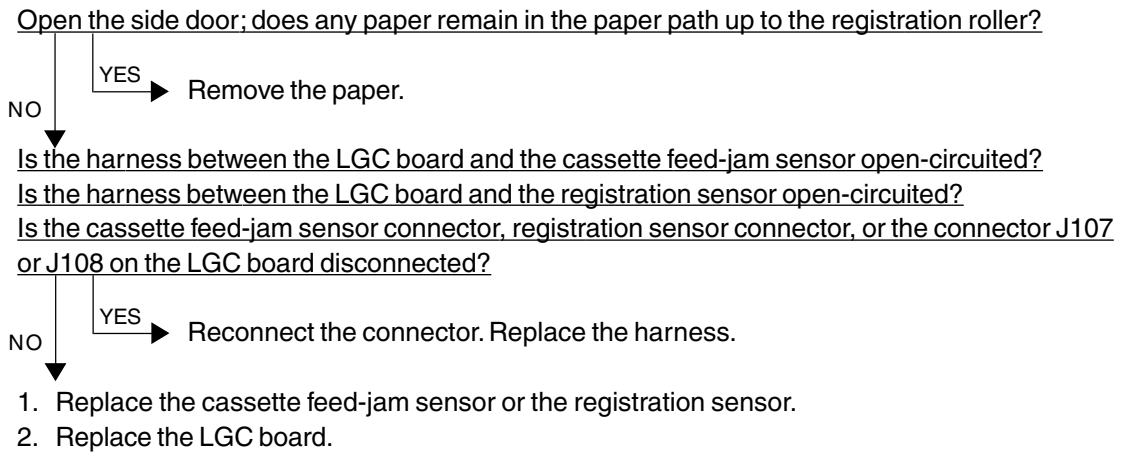 Open the side door; does any paper remain in the paper path up to the registration roller?
YES
Remove the paper.
NO
Is the harness between the LGC board and the cassette feed-jam sensor open-circuited?
Is the harness between the LGC board and the registration sensor open-circuited?
Is the cassette feed-jam sensor connector, registration sensor connector, or the connector J107
or J108 on the LGC board disconnected?
YES
Reconnect the connector. Replace the harness.
NO
1. Replace the cassette feed-jam sensor or the registration sensor.
2. Replace the LGC board.